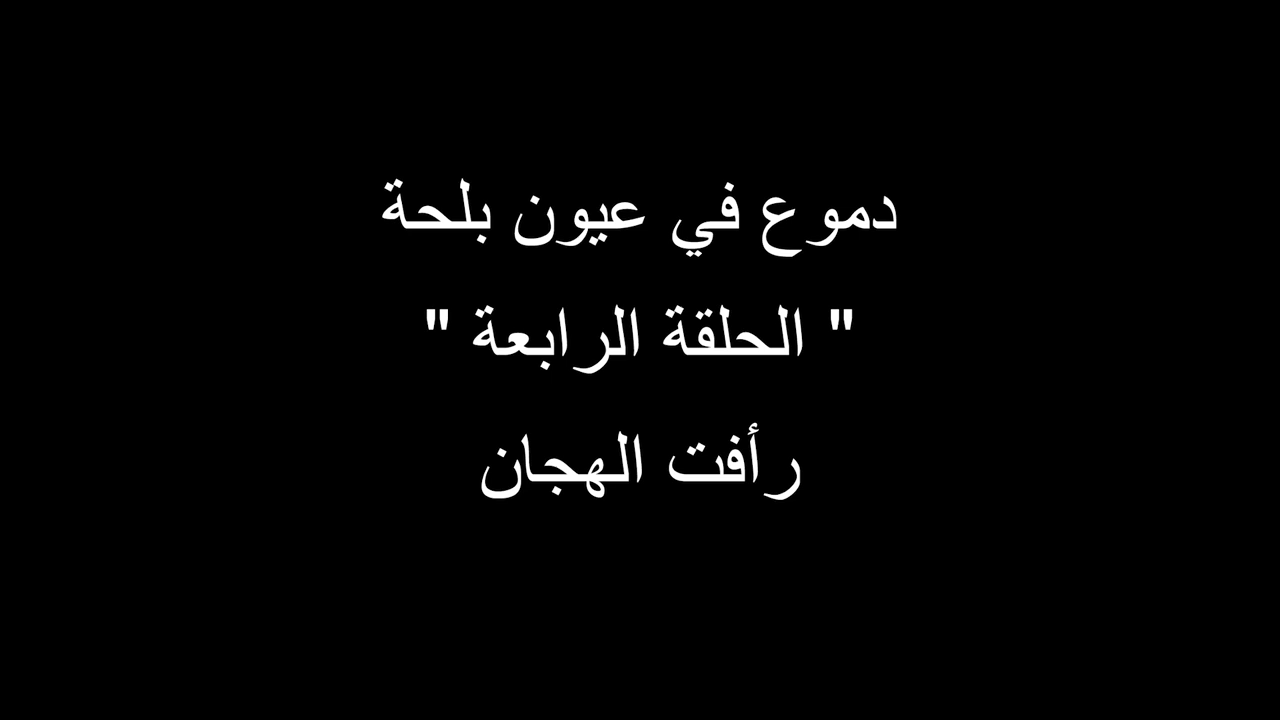 دموع في عيون بلحة
" الحلقة الرابعة "
رأفت الهجان